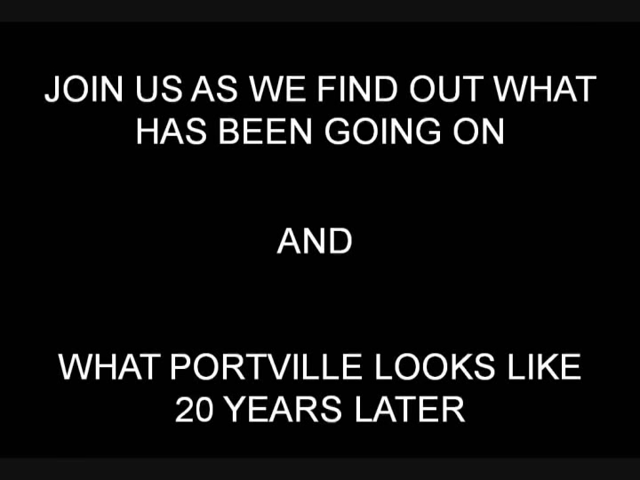 JOIN US AS WE FIND OUT WHAT
HAS BEEN GOING ON
AND
WHAT PORTVILLE LOOKS LIKE
20 YEARS LATER